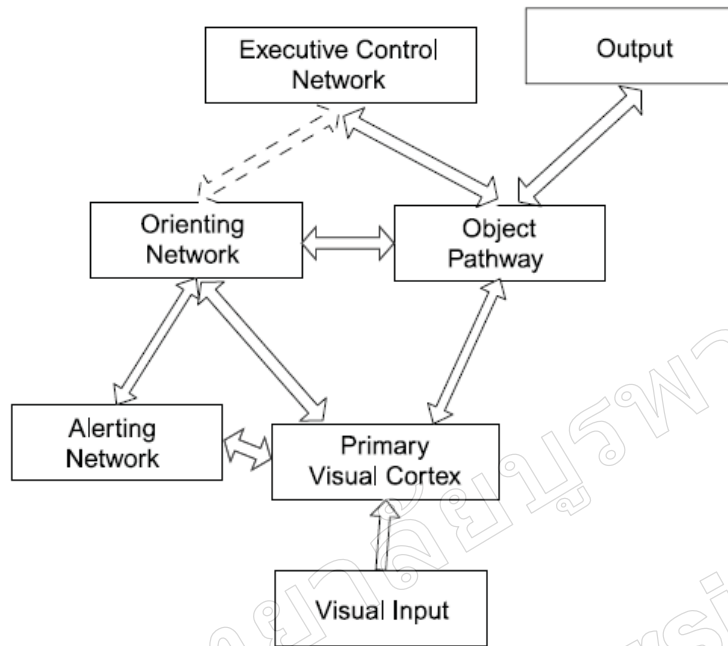 Executive Control
Network
Output
Orienting
Network
Object
Pathway
Alerting
Network
Primary
Visual Cortex
Visual Input